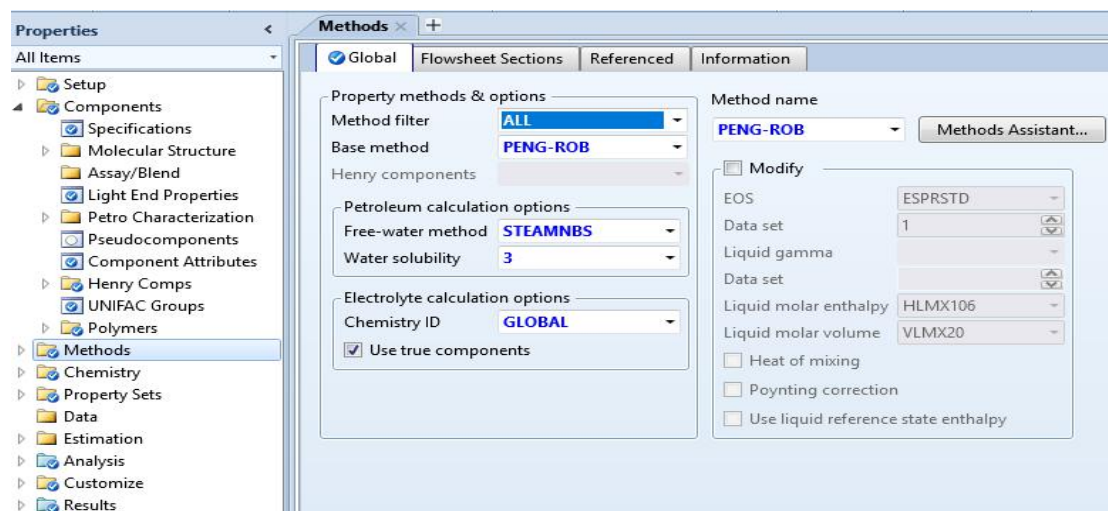 Properties
All Items
Setup
Components
Specifications
Molecular Structure
Assay/Blend
Light End Properties
Petro Characterization
Pseudocomponents
Component Attributes
Henry Comps
UNIFAC Groups
Polymers
Methods
Chemistry
Property Sets
Data
Estimation
Analysis
Customize
Results
Methods
Global Flowsheet Sections Referenced Information
Property methods & options
Method filter ALL
Base method PENG-ROB
Henry components
Petroleum calculation options
Free-water method STEAMNBS
Water solubility 3
Electrolyte calculation options
Chemistry ID GLOBAL
Use true components
Method name
PENG-ROB Methods Assistant...
Modify
EOS ESPRSTD
Data set 1
Liquid gamma
Data set
Liquid molar enthalpy HLMX106
Liquid molar volume VLMX20
Heat of mixing
Poynting correction
Use liquid reference state enthalpy